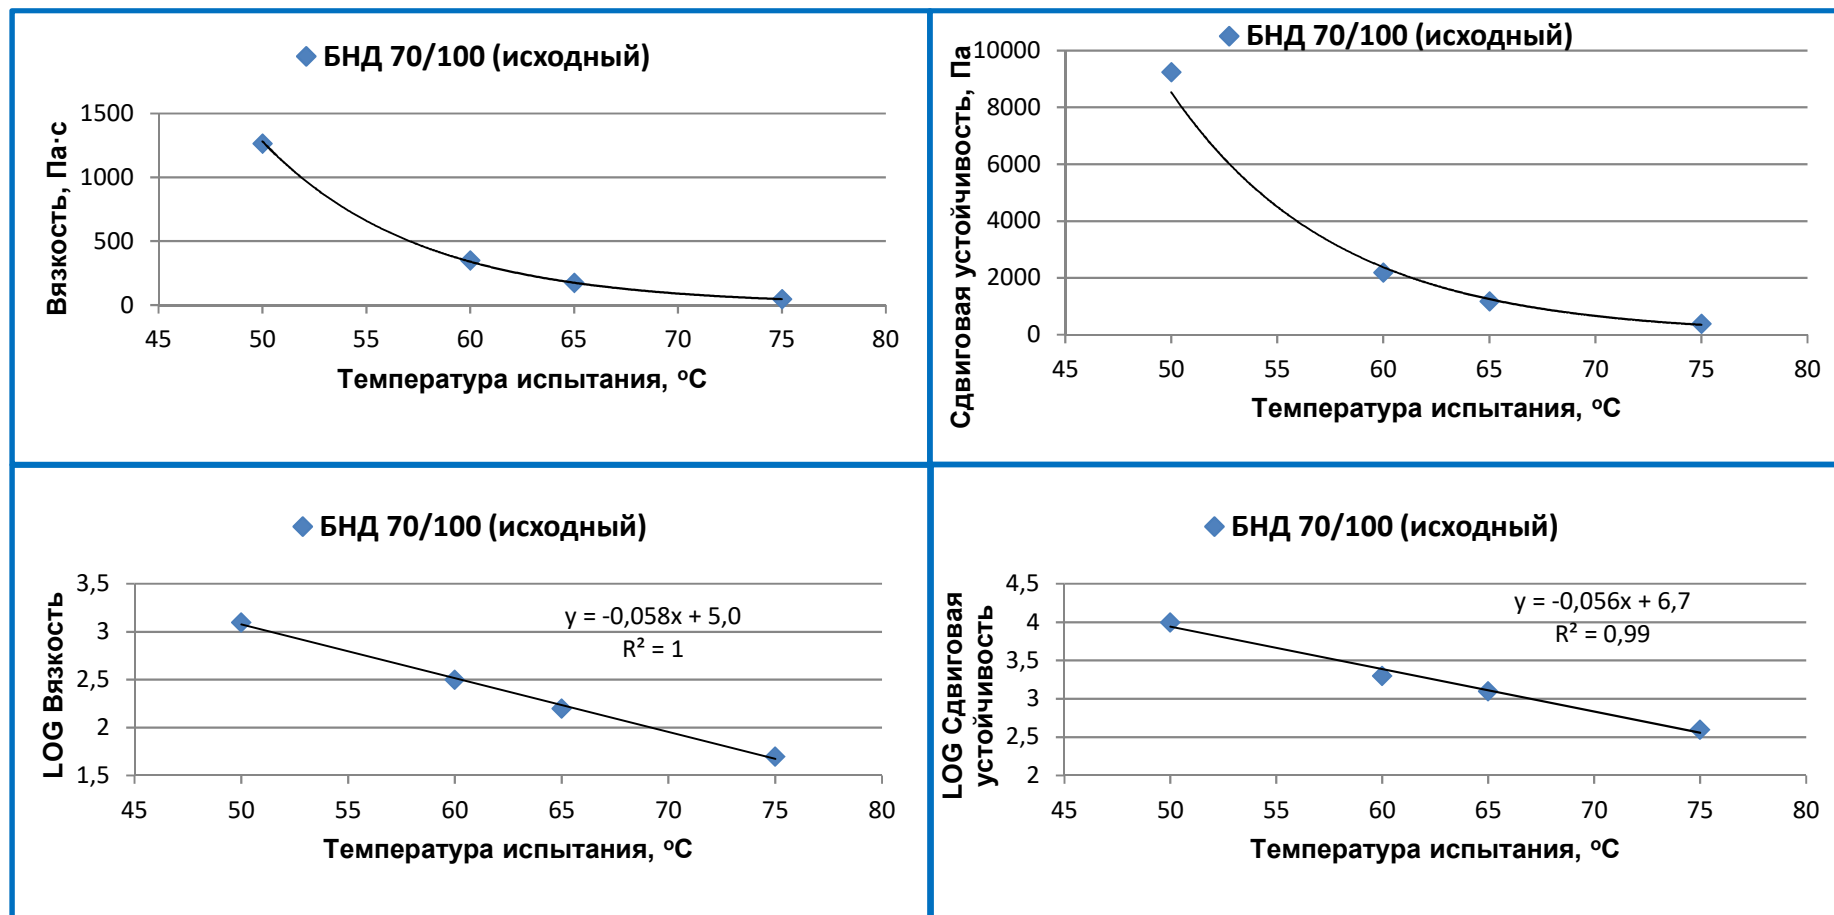 БНД 70/100 (исходный)
Вязкость, Па·с
1500
1000
500
0
45 50 55 60 65 70 75 80
Температура испытания, ᵒС
БНД 70/100 (исходный)
Сдвиговая устойчивость, Па
10000
8000
6000
4000
2000
0
45 50 55 60 65 70 75 80
Температура испытания, ᵒС
БНД 70/100 (исходный)
LOG Вязкость
3,5
3
2,5
2
1,5
y = -0,058x + 5,0
R² = 1
45 50 55 60 65 70 75 80
Температура испытания, ᵒС
БНД 70/100 (исходный)
LOG Сдвиговая
устойчивость
4,5
4
3,5
3
2,5
2
y = -0,056x + 6,7
R² = 0,99
45 50 55 60 65 70 75 80
Температура испытания, ᵒС